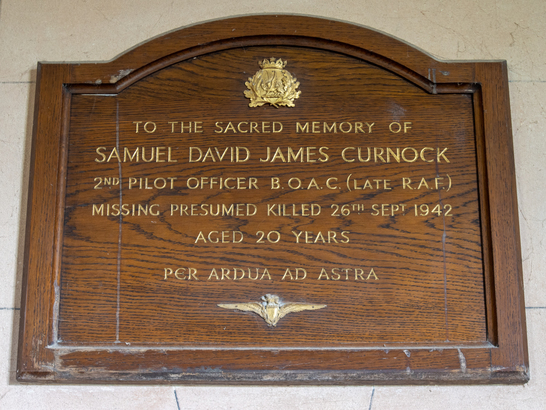 TO THE SACRED MEMORY OF
SAMUEL DAVID JAMES CURNOCK
2ND PILOT OFFICER B.O.A.C. (LATE R.A.F.)
MISSING PRESUMED KILLED 26TH SEPT 1942
AGED 20 YEARS
PER ARDUA AD ASTRA